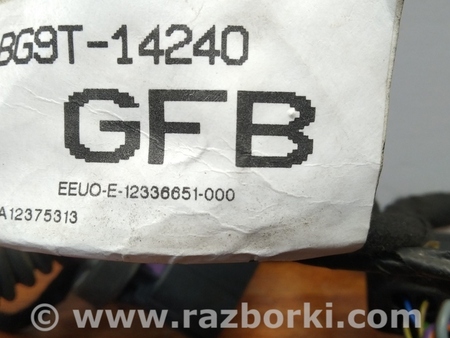 BG9T-14240
GFB
EEUO-E-12336651-000
A12375313
www.razborki.com